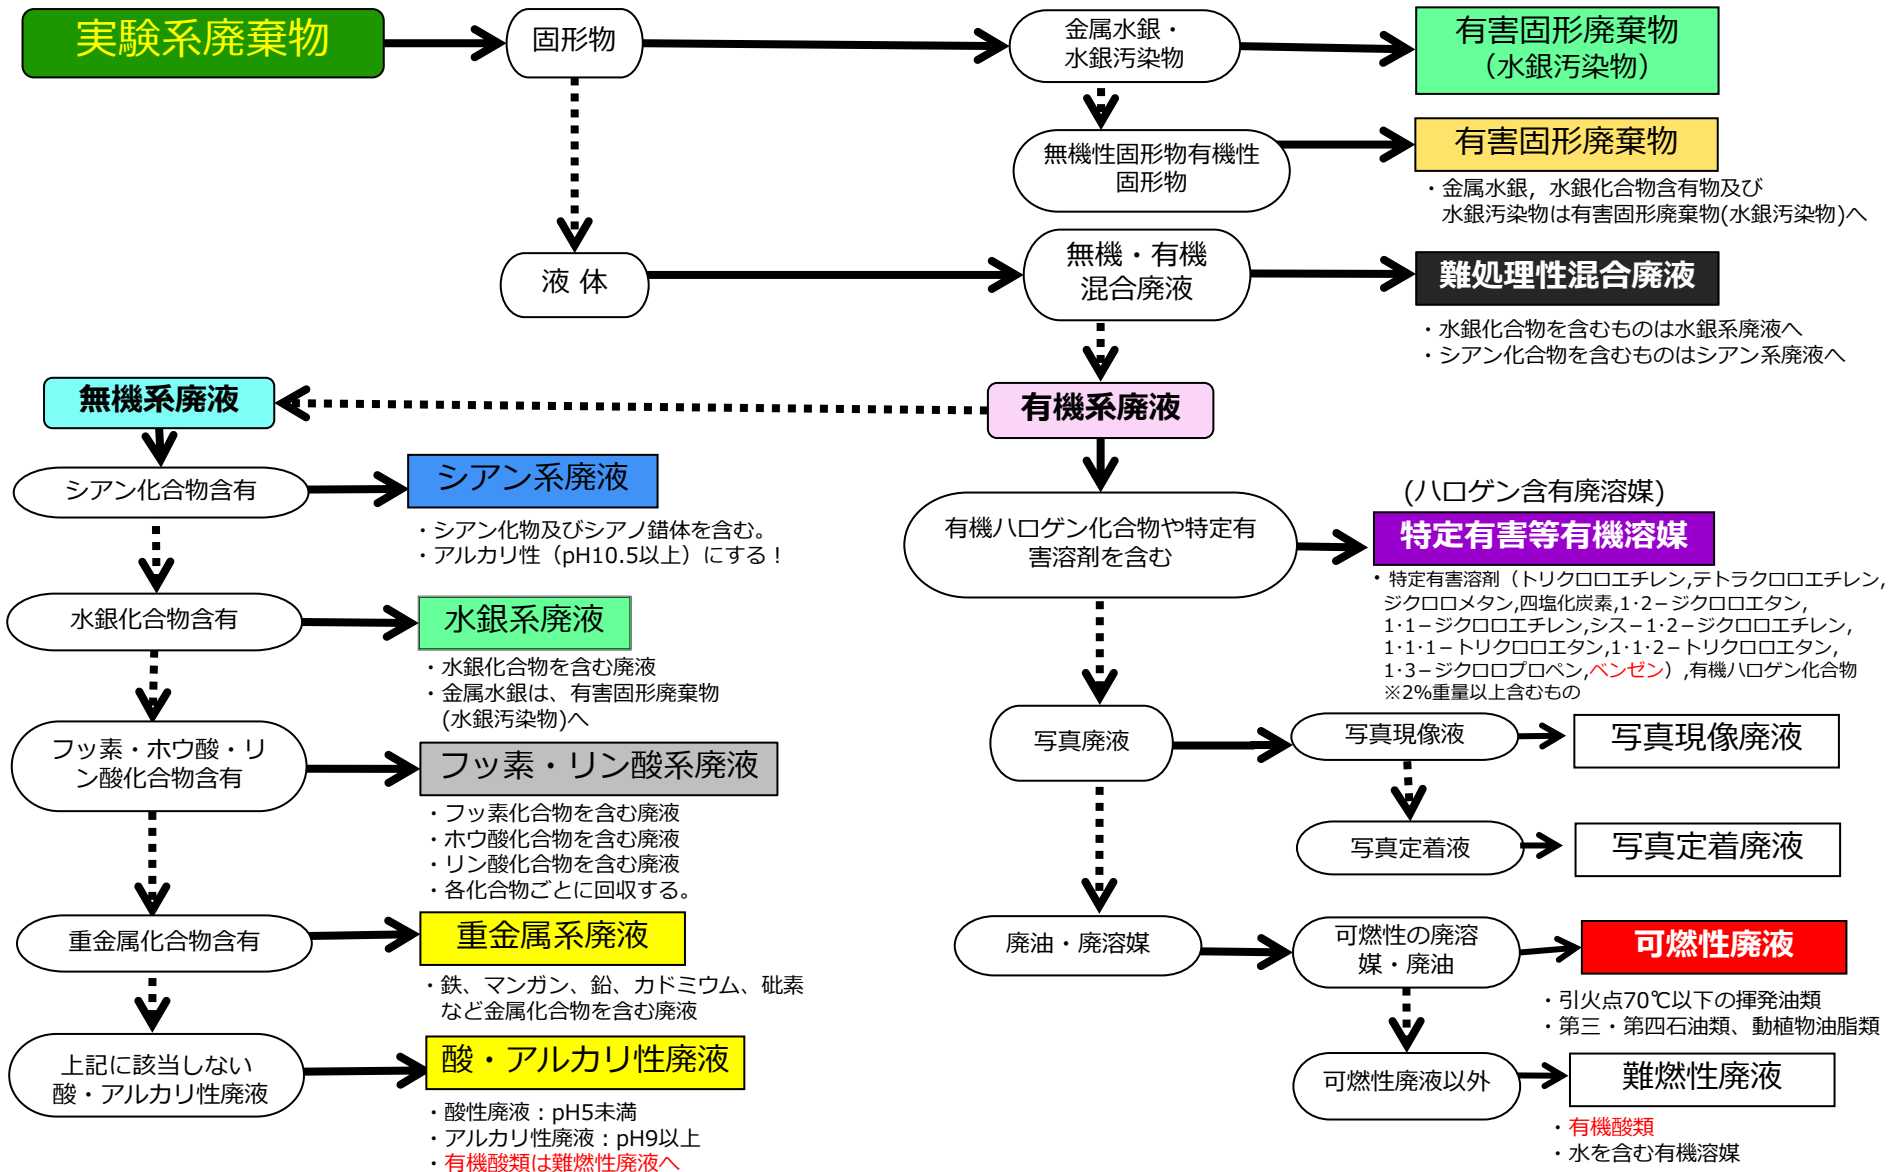 実験系廃棄物
固形物
金属水銀・
水銀汚染物
有害固形廃棄物
（水銀汚染物）
無機性固形物有機性
固形物
有害固形廃棄物
・金属水銀，水銀化合物含有物及び
水銀汚染物は有害固形廃棄物(水銀汚染物)へ
液 体
無機・有機
混合廃液
難処理性混合廃液
・水銀化合物を含むものは水銀系廃液へ
・シアン化合物を含むものはシアン系廃液へ
無機系廃液
有機系廃液
シアン化合物含有
シアン系廃液
・シアン化物及びシアノ錯体を含む。
・アルカリ性（pH10.5以上）にする！
水銀化合物含有
水銀系廃液
・水銀化合物を含む廃液
・金属水銀は、有害固形廃棄物
(水銀汚染物)へ
フッ素・ホウ酸・リ
ン酸化合物含有
フッ素・リン酸系廃液
・フッ素化合物を含む廃液
・ホウ酸化合物を含む廃液
・リン酸化合物を含む廃液
・各化合物ごとに回収する。
重金属化合物含有
重金属系廃液
・鉄、マンガン、鉛、カドミウム、砒素
など金属化合物を含む廃液
上記に該当しない
酸・アルカリ性廃液
酸・アルカリ性廃液
・酸性廃液：pH5未満
・アルカリ性廃液：pH9以上
・有機酸類は難燃性廃液へ
有機ハロゲン化合物や特定有
害溶剤を含む
(ハロゲン含有廃溶媒)
特定有害等有機溶媒
・特定有害溶剤（トリクロロエチレン,テトラクロロエチレン,
ジクロロメタン,四塩化炭素,1･2－ジクロロエタン,
1･1－ジクロロエチレン,シス－1･2－ジクロロエチレン,
1･1･1－トリクロロエタン,1･1･2－トリクロロエタン,
1･3－ジクロロプロペン,ベンゼン）,有機ハロゲン化合物
※2%重量以上含むもの
写真廃液
写真現像液
写真現像廃液
写真定着液
写真定着廃液
廃油・廃溶媒
可燃性の廃溶
媒・廃油
可燃性廃液
・引火点70℃以下の揮発油類
・第三・第四石油類、動植物油脂類
可燃性廃液以外
難燃性廃液
・有機酸類
・水を含む有機溶媒